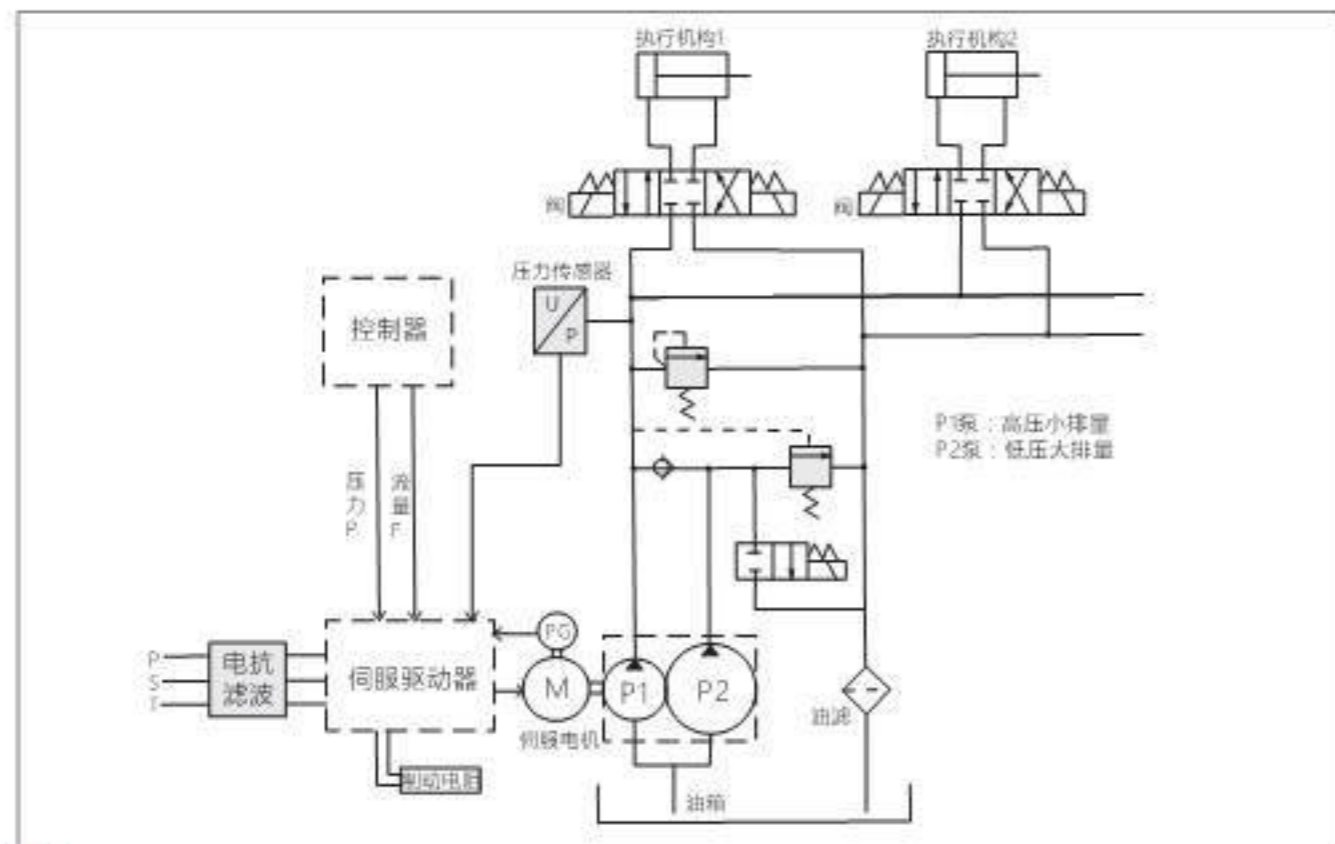 执行机构1
执行机构2
阀
阀
压力传感器
U
P
控制器
P1泵：高压小排量
P2泵：低压大排量
压力P
流量F
PG
P
S
T
电抗
滤波
伺服驱动器
M
P1
P2
伺服电机
油滤
制动电阻
油箱